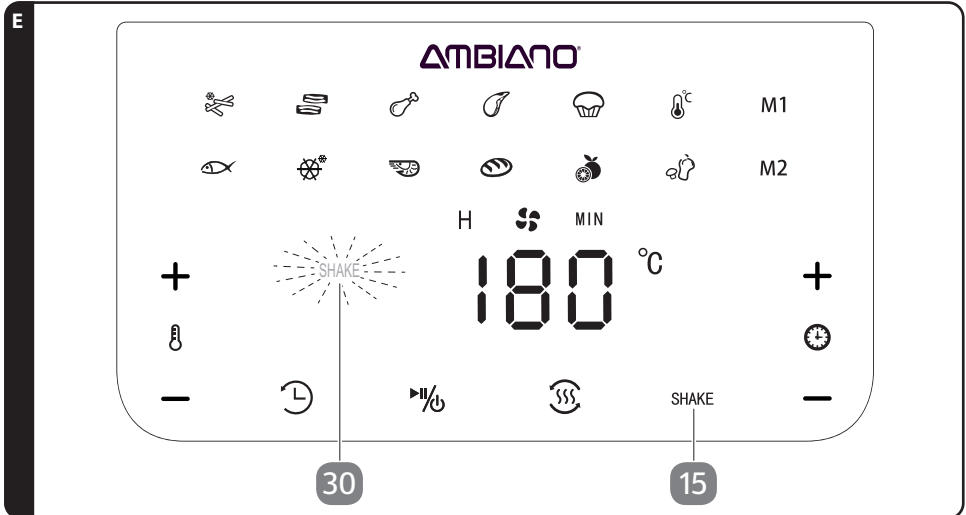 E
AMBIANO
°C M1
M2
H MIN
SHAKE 180 °C
SHAKE
30 15